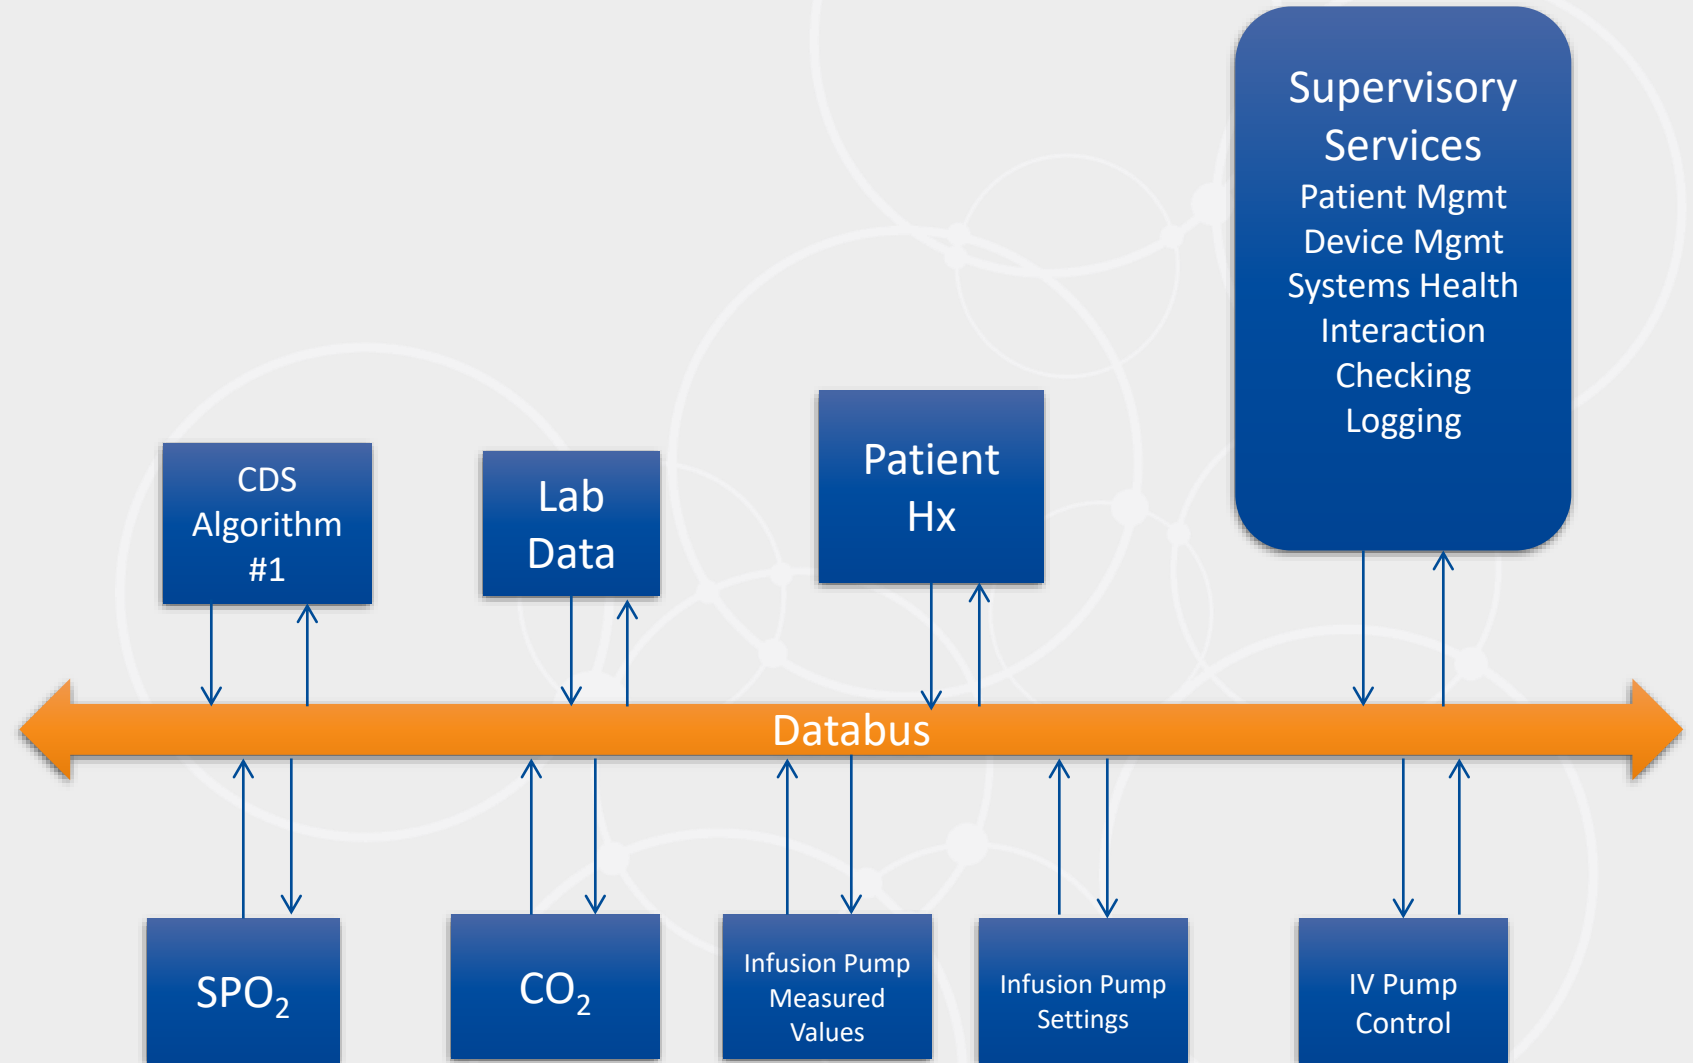 Supervisory
Services
Patient Mgmt
Device Mgmt
Systems Health
Interaction
Checking
Logging
CDS
Algorithm
#1
Lab
Data
Patient
Hx
Databus
SPO₂
CO₂
Infusion Pump
Measured
Values
Infusion Pump
Settings
IV Pump
Control